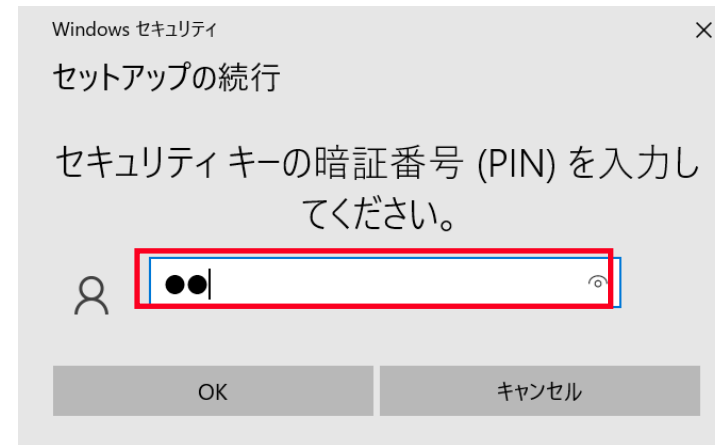 Windows セキュリティ
セットアップの続行
セキュリティ キーの暗証番号 (PIN) を入力し
てください。
●●
OK
キャンセル